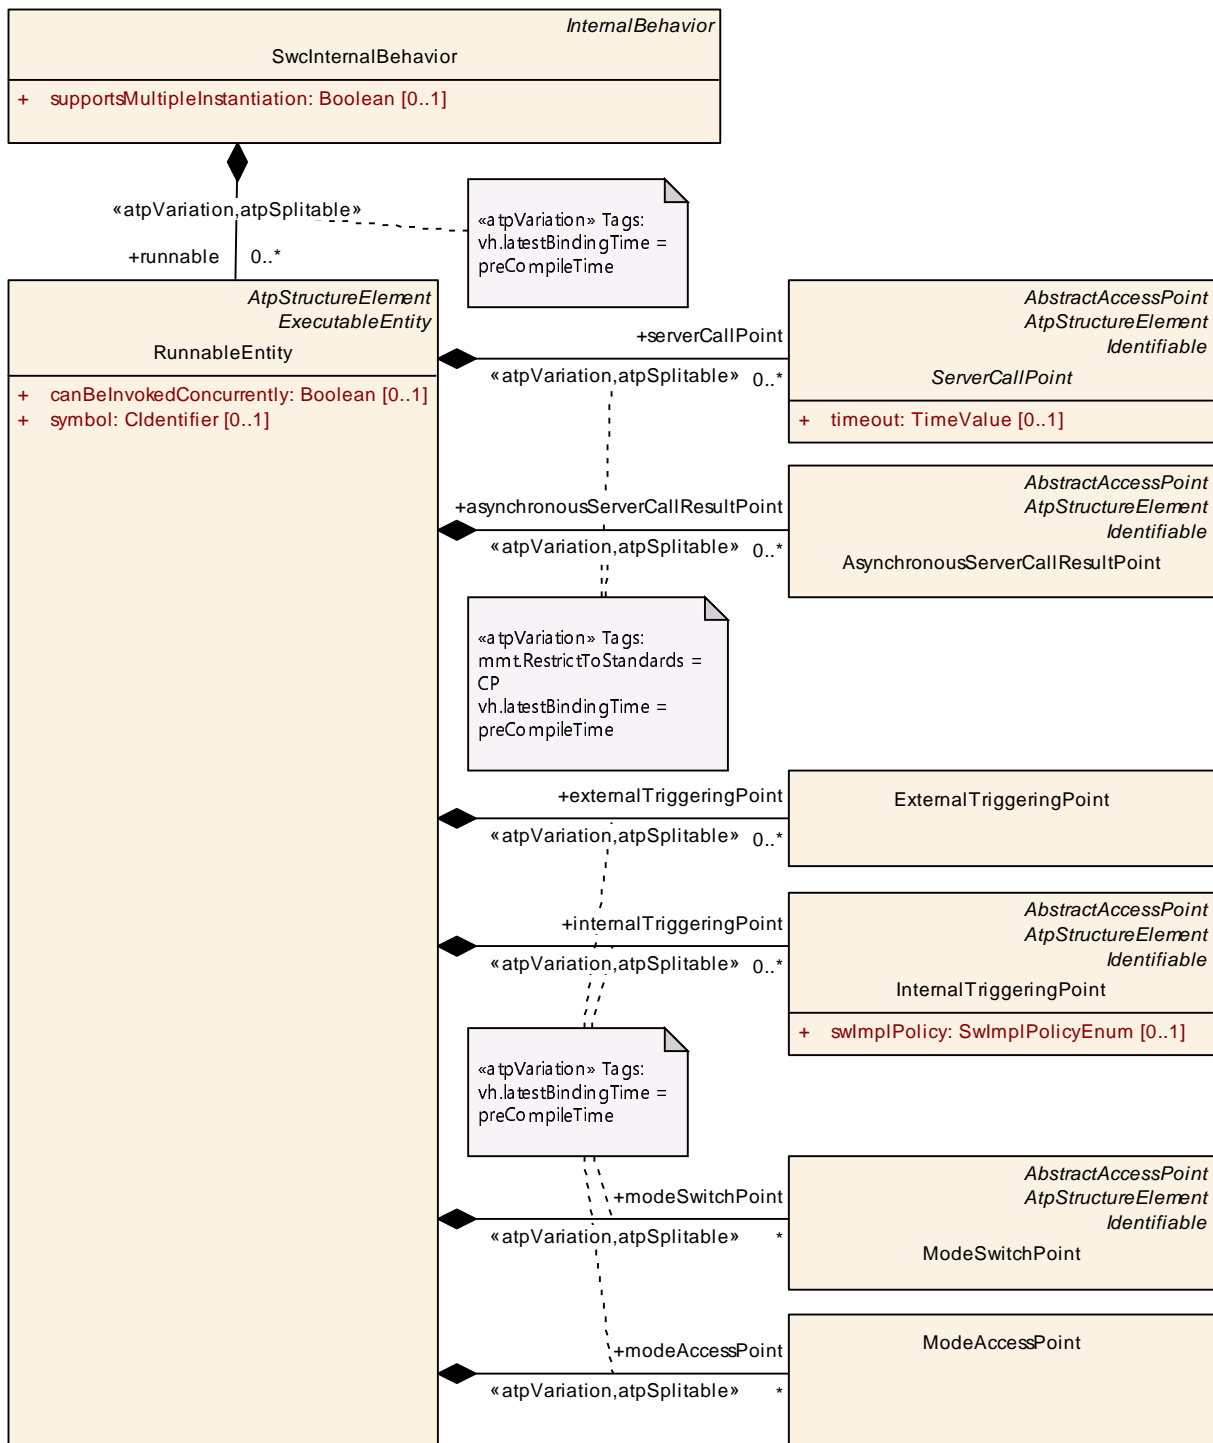 InternalBehavior
SwcInternalBehavior
+ supportsMultipleInstantiation: Boolean [0..1]
«atpVariation,atpSplitable»
+runnable 0..*
«atpVariation» Tags:
vh.latestBindingTime =
preCompileTime
AtpStructureElement
ExecutableEntity
RunnableEntity
+ canBeInvokedConcurrently: Boolean [0..1]
+ symbol: CIdentifier [0..1]
+serverCallPoint
«atpVariation,atpSplitable» 0..*
AbstractAccessPoint
AtpStructureElement
Identifiable
ServerCallPoint
+ timeout: TimeValue [0..1]
+asynchronousServerCallResultPoint
«atpVariation,atpSplitable» 0..*
AbstractAccessPoint
AtpStructureElement
Identifiable
AsynchronousServerCallResultPoint
«atpVariation» Tags:
mmt.RestrictToStandards =
CP
vh.latestBindingTime =
preCompileTime
+externalTriggeringPoint
«atpVariation,atpSplitable» 0..*
ExternalTriggeringPoint
+internalTriggeringPoint
«atpVariation,atpSplitable» 0..*
AbstractAccessPoint
AtpStructureElement
Identifiable
InternalTriggeringPoint
+ swImplPolicy: SwImplPolicyEnum [0..1]
«atpVariation» Tags:
vh.latestBindingTime =
preCompileTime
+modeSwitchPoint
«atpVariation,atpSplitable» *
AbstractAccessPoint
AtpStructureElement
Identifiable
ModeSwitchPoint
+modeAccessPoint
«atpVariation,atpSplitable» *
ModeAccessPoint